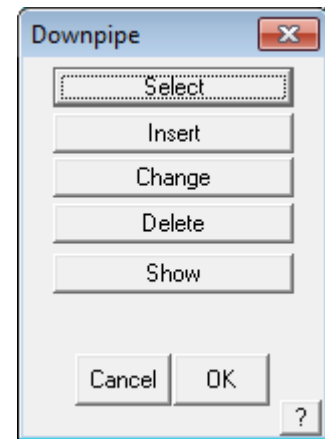 Downpipe
Select
Insert
Change
Delete
Show
Cancel OK
?